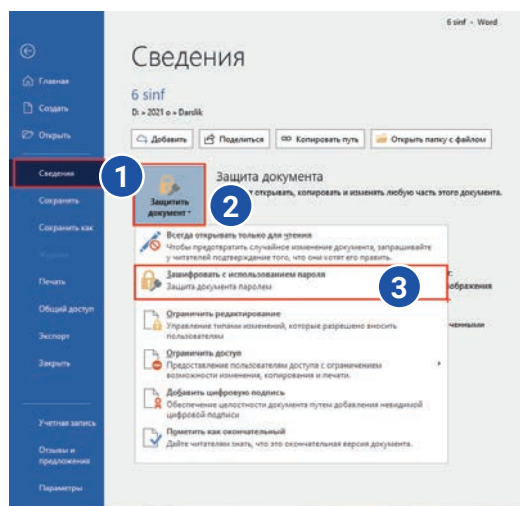 6 sinf - Word
Главная
Создать
Открыть
Сведения
Сохранить
Сохранить как
Печать
Общий доступ
Экспорт
Закрыть
Учетная запись
Отзывы и
предложения
Параметры
Сведения
6 sinf
D: » 2021 o » Darslik
Добавить
Поделиться
Копировать путь
Открыть папку с файлом
1
Защитить
документ
2
Защита документа
открывать, копировать и изменять любую часть этого документа.
Всегда открывать только для чтения
Чтобы предотвратить случайное изменение документа, запрашивайте
у читателей подтверждение того, что они хотят его править.
Зашифровать с использованием пароля
Защита документа паролем
3
Ограничить редактирование
Управление типами изменений, которые разрешено вносить
пользователям
Ограничить доступ
Предоставление пользователям доступа с ограничением
возможности изменения, копирования и печати.
Добавить цифровую подпись
Обеспечение целостности документа путем добавления невидимой
цифровой подписи
Пометить как окончательный
Дайте читателям знать, что это окончательная версия документа.